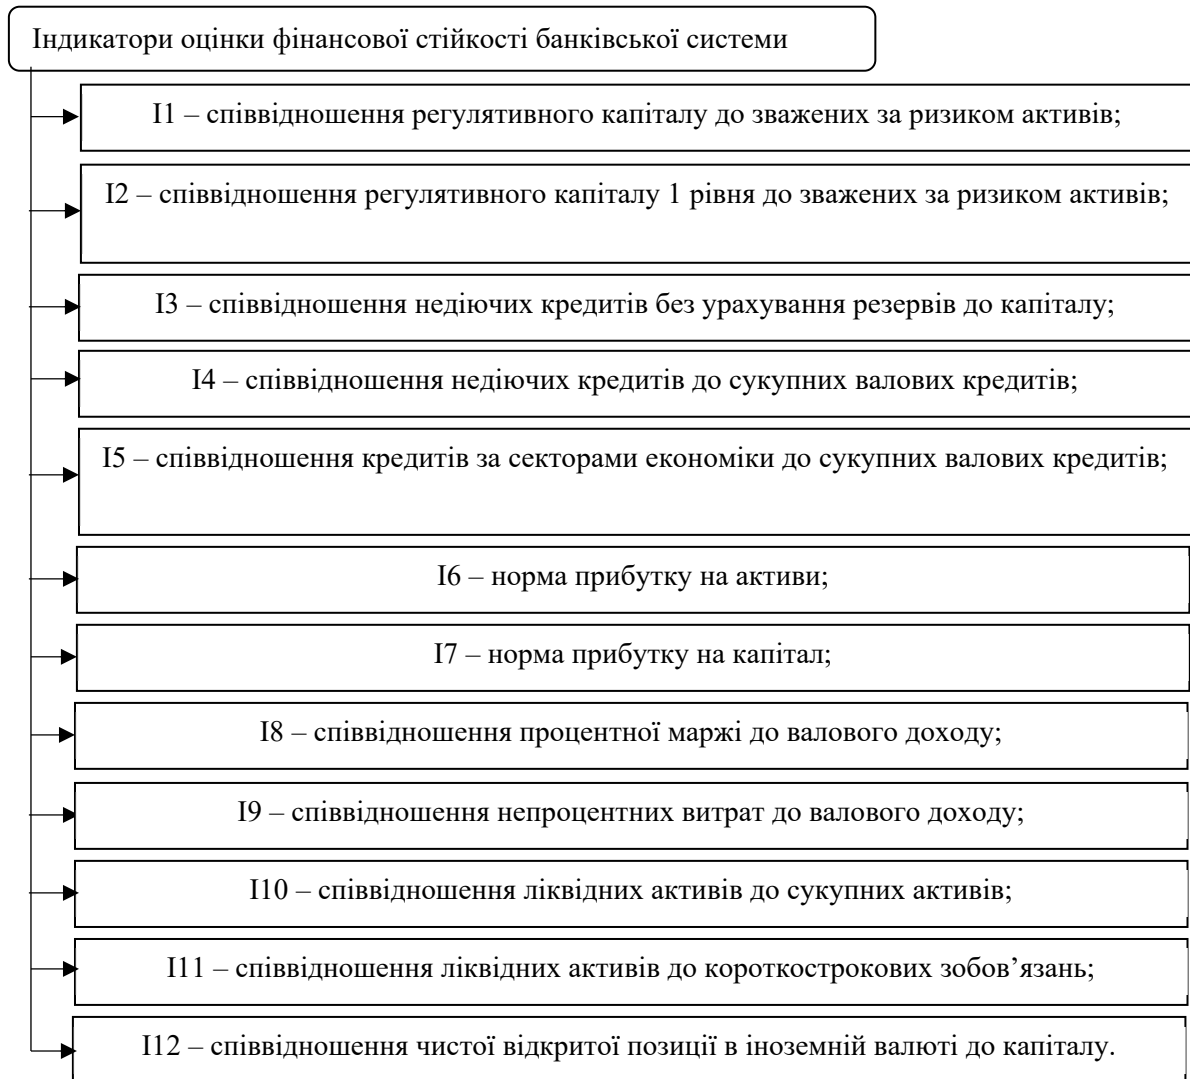 Індикатори оцінки фінансової стійкості банківської системи
І1 – співвідношення регулятивного капіталу до зважених за ризиком активів;
І2 – співвідношення регулятивного капіталу 1 рівня до зважених за ризиком активів;
І3 – співвідношення недіючих кредитів без урахування резервів до капіталу;
І4 – співвідношення недіючих кредитів до сукупних валових кредитів;
І5 – співвідношення кредитів за секторами економіки до сукупних валових кредитів;
І6 – норма прибутку на активи;
І7 – норма прибутку на капітал;
І8 – співвідношення процентної маржі до валового доходу;
І9 – співвідношення непроцентних витрат до валового доходу;
І10 – співвідношення ліквідних активів до сукупних активів;
І11 – співвідношення ліквідних активів до короткострокових зобов’язань;
І12 – співвідношення чистої відкритої позиції в іноземній валюті до капіталу.